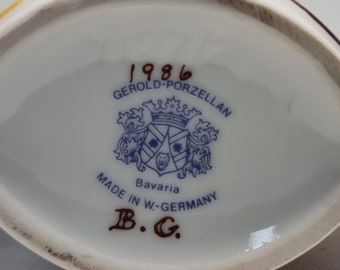 1986
GEROLD-PORZELLAN
Bavaria
MADE IN W-GERMANY
B.G.